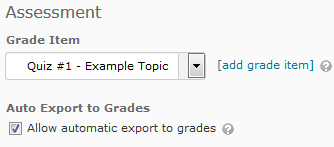 Assessment
Grade Item
Quiz #1 - Example Topic [add grade item] ?
Auto Export to Grades
Allow automatic export to grades ?